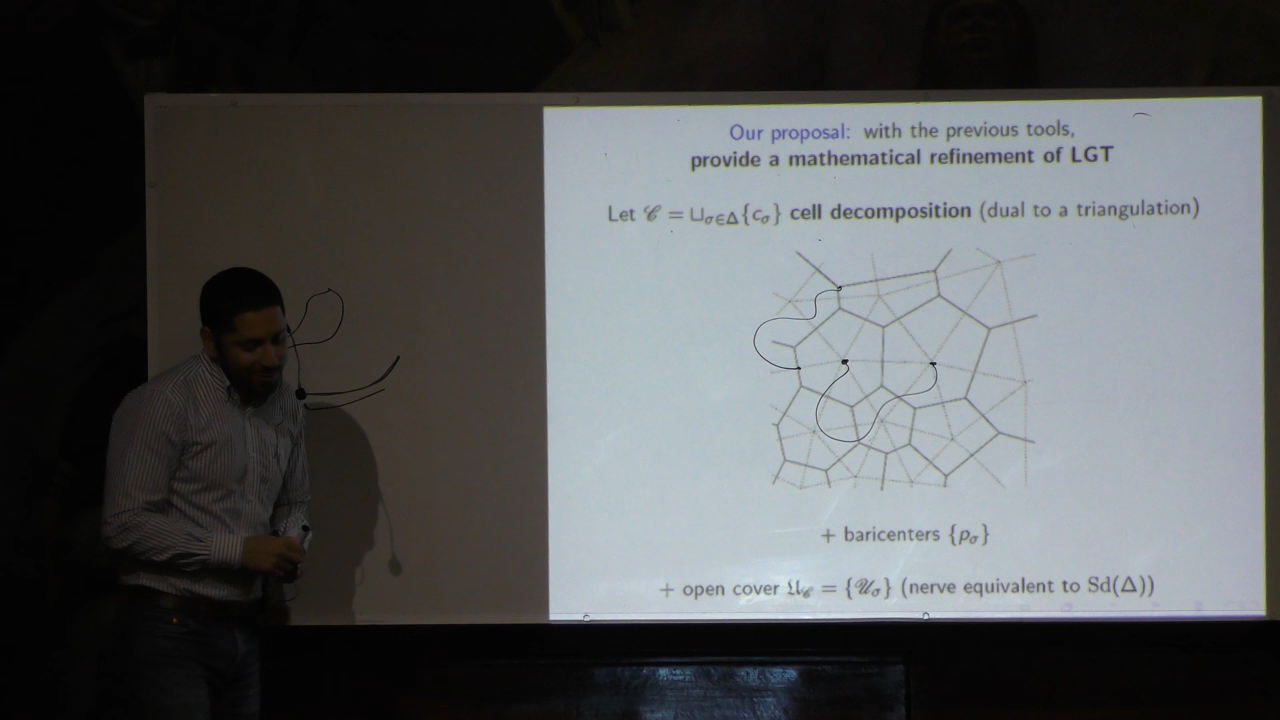 Our proposal: with the previous tools,
provide a mathematical refinement of LGT
Let 𝒞 = ⊔σ∈Δ{cσ} cell decomposition (dual to a triangulation)
+ baricenters {pσ}
+ open cover 𝔘𝒞 = {𝒰σ} (nerve equivalent to Sd(Δ))